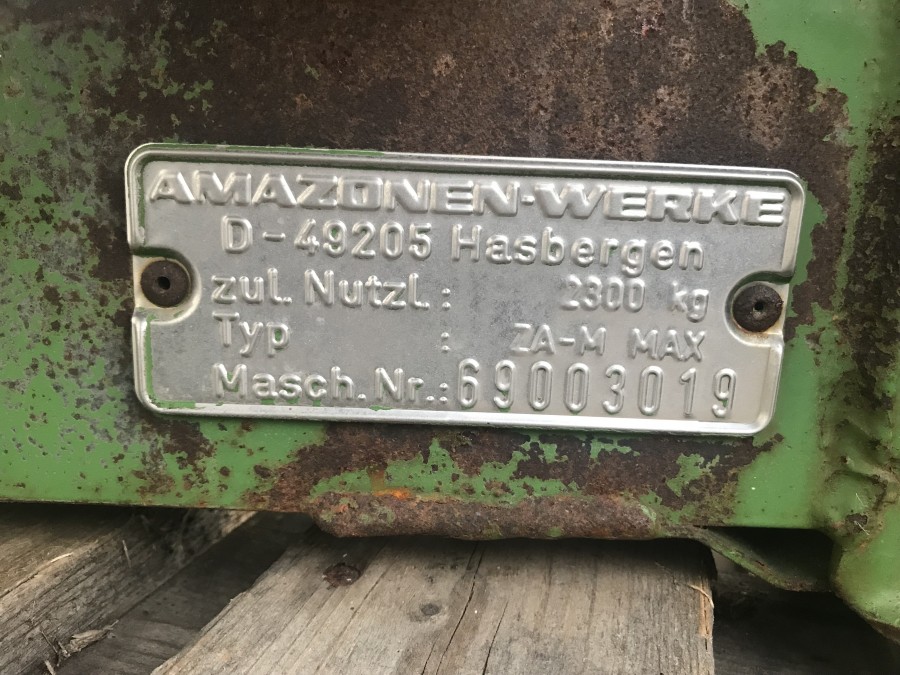 AMAZONEN-WERKE
D-49205 Hasbergen
zul. Nutzl.: 2300 kg
Typ : ZA-M MAX
Masch. Nr.: 69003019